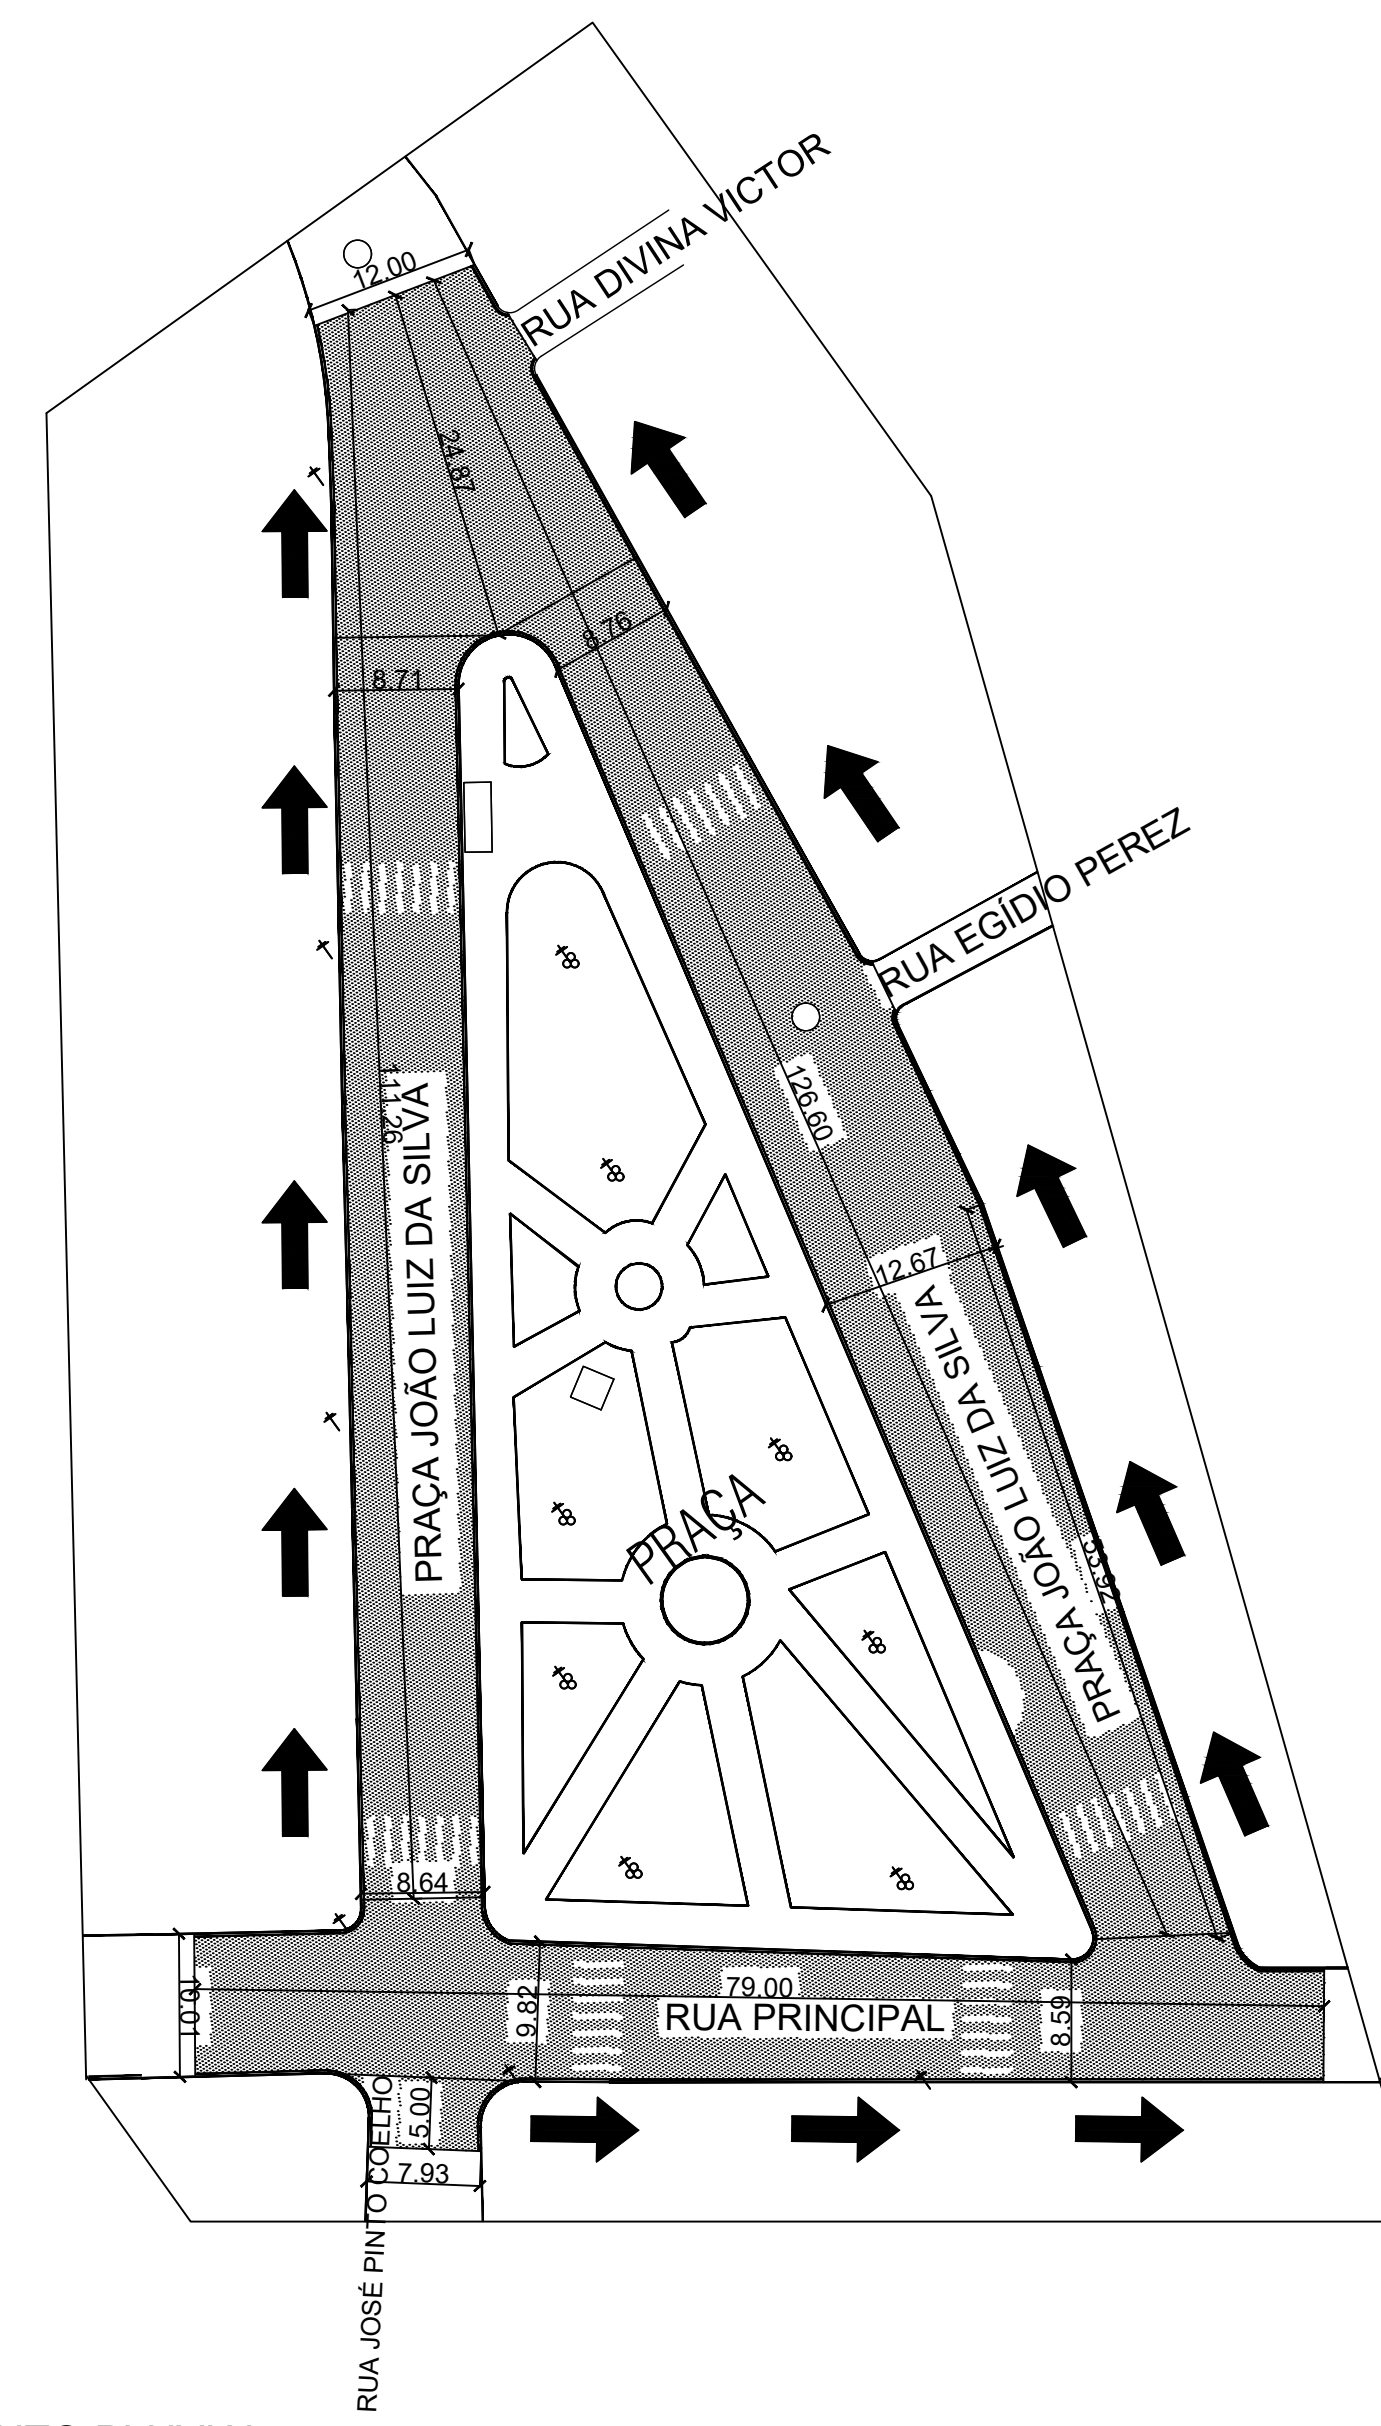 RUA DIVINA VICTOR
12.00
24.87
8.76
8.71
RUA EGÍDIO PEREZ
126.60
111.26
PRAÇA JOÃO LUIZ DA SILVA
12.67
PRAÇA JOÃO LUIZ DA SILVA
PRAÇA
8.64
79.00
RUA PRINCIPAL
10.01
9.82
8.59
5.00
7.93
RUA JOSÉ PINTO COELHO